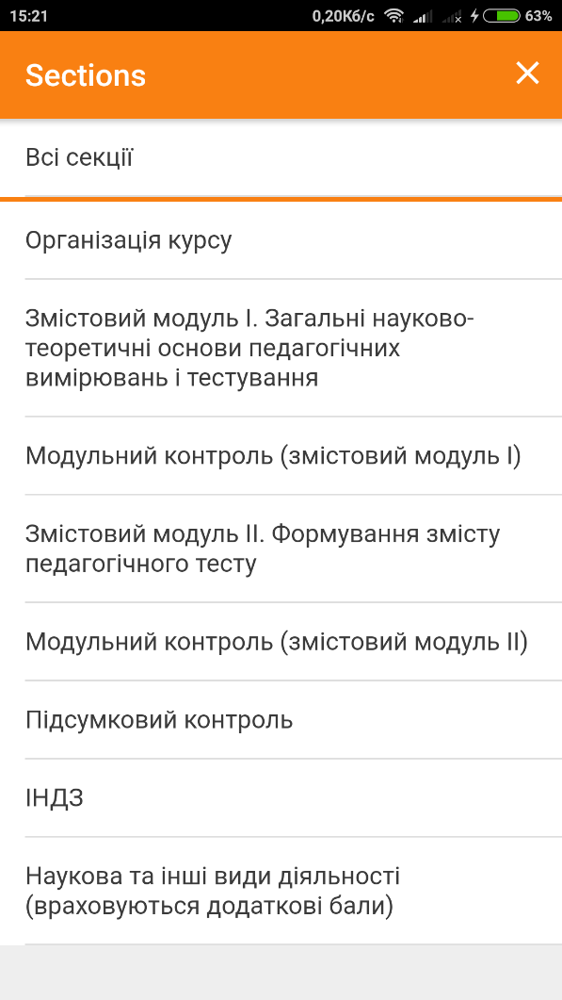 15:21 0,20Кб/с 63%
Sections
Всі секції
Організація курсу
Змістовий модуль І. Загальні науково-
теоретичні основи педагогічних
вимірювань і тестування
Модульний контроль (змістовий модуль І)
Змістовий модуль ІІ. Формування змісту
педагогічного тесту
Модульний контроль (змістовий модуль ІІ)
Підсумковий контроль
ІНДЗ
Наукова та інші види діяльності
(враховуються додаткові бали)